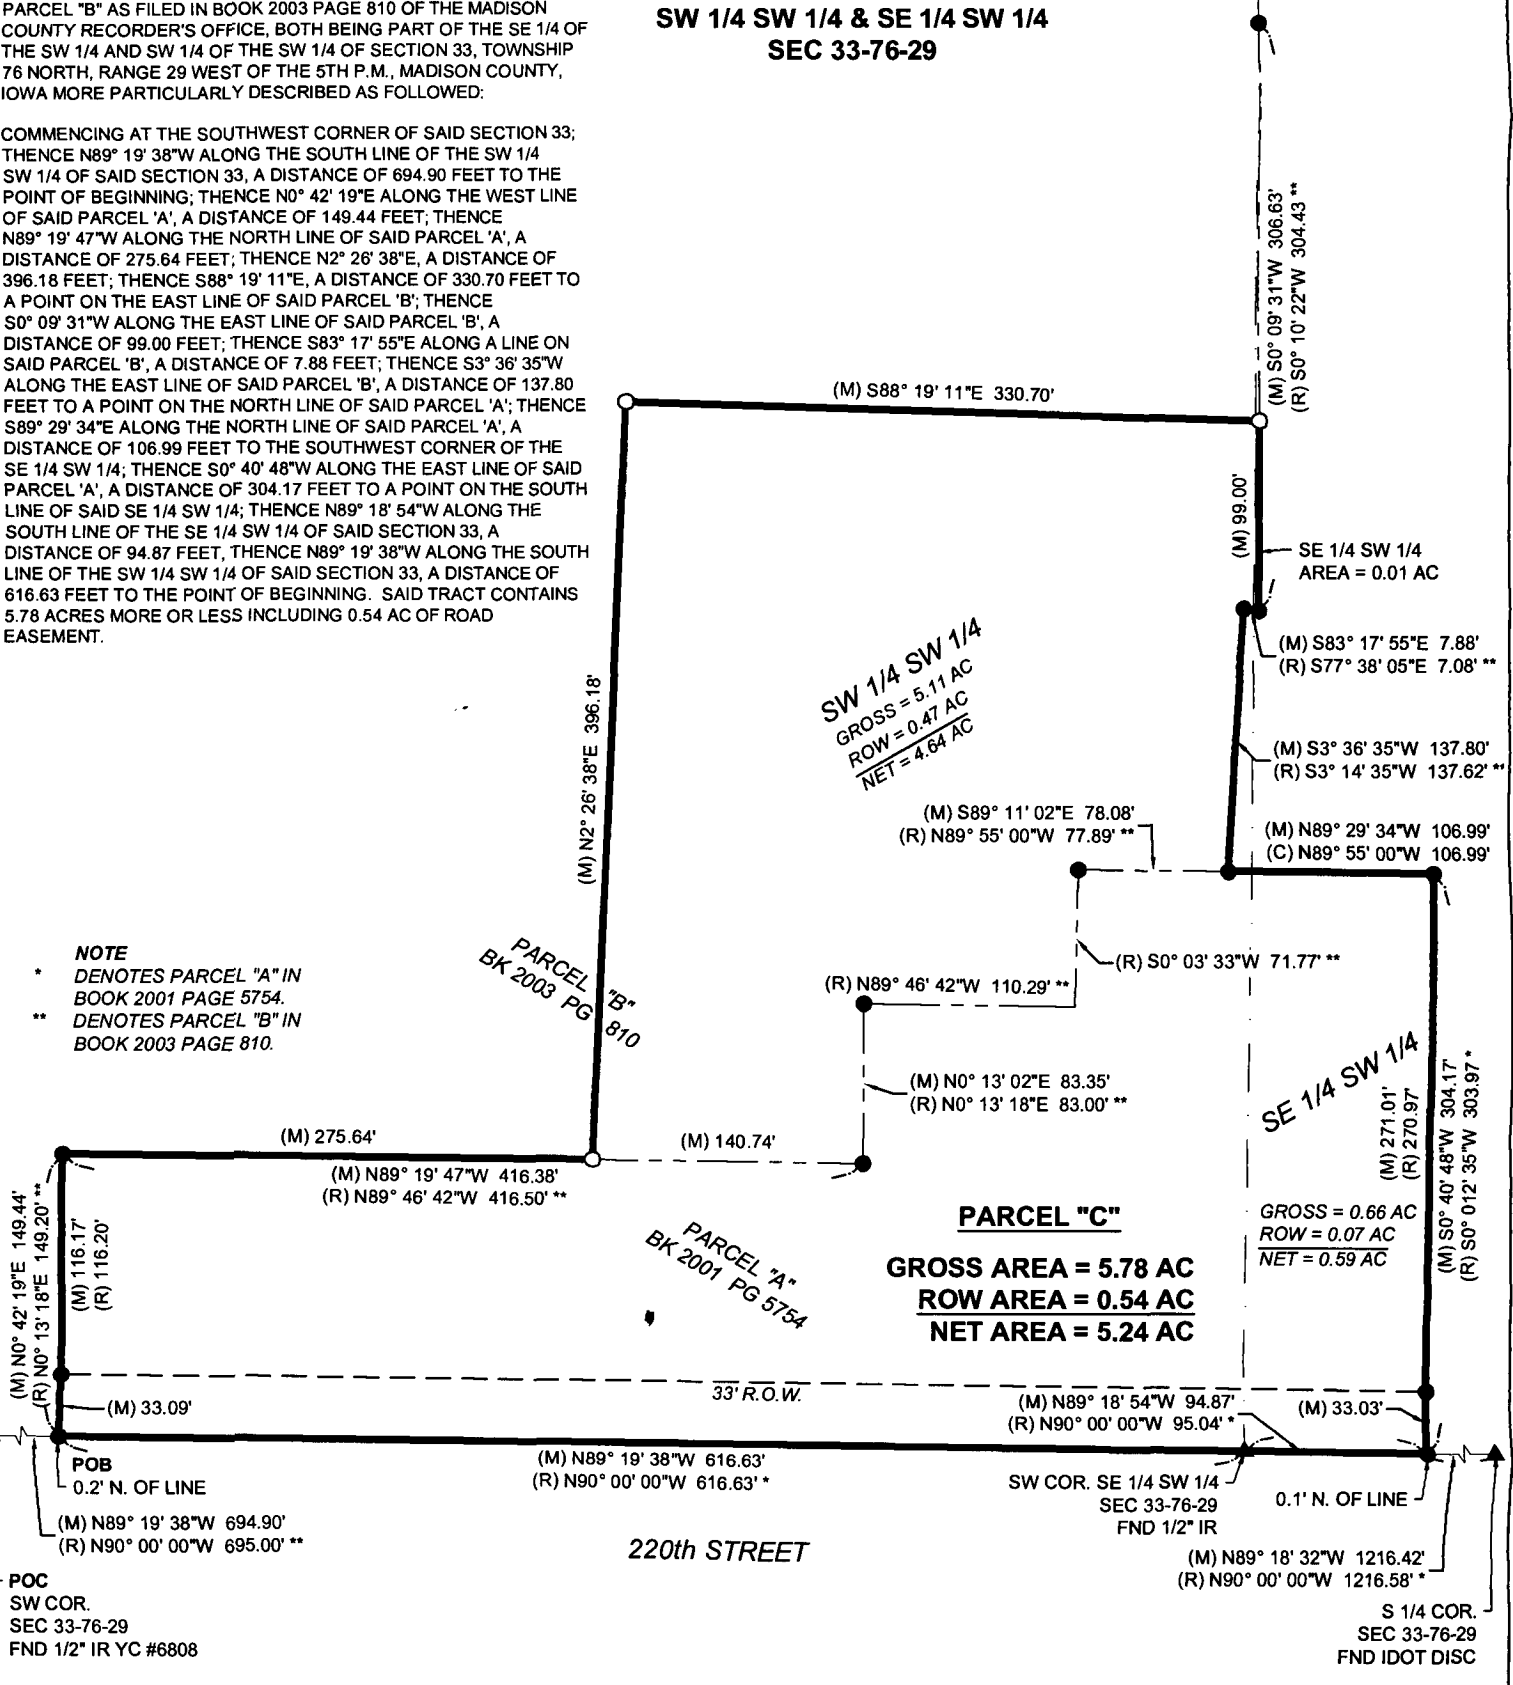 PARCEL "B" AS FILED IN BOOK 2003 PAGE 810 OF THE MADISON
COUNTY RECORDER'S OFFICE, BOTH BEING PART OF THE SE 1/4 OF
THE SW 1/4 AND SW 1/4 OF THE SW 1/4 OF SECTION 33, TOWNSHIP
76 NORTH, RANGE 29 WEST OF THE 5TH P.M., MADISON COUNTY,
IOWA MORE PARTICULARLY DESCRIBED AS FOLLOWED:
COMMENCING AT THE SOUTHWEST CORNER OF SAID SECTION 33;
THENCE N89° 19' 38"W ALONG THE SOUTH LINE OF THE SW 1/4
SW 1/4 OF SAID SECTION 33, A DISTANCE OF 694.90 FEET TO THE
POINT OF BEGINNING; THENCE N0° 42' 19"E ALONG THE WEST LINE
OF SAID PARCEL 'A', A DISTANCE OF 149.44 FEET; THENCE
N89° 19' 47"W ALONG THE NORTH LINE OF SAID PARCEL 'A', A
DISTANCE OF 275.64 FEET; THENCE N2° 26' 38"E, A DISTANCE OF
396.18 FEET; THENCE S88° 19' 11"E, A DISTANCE OF 330.70 FEET TO
A POINT ON THE EAST LINE OF SAID PARCEL 'B'; THENCE
S0° 09' 31"W ALONG THE EAST LINE OF SAID PARCEL 'B', A
DISTANCE OF 99.00 FEET; THENCE S83° 17' 55"E ALONG A LINE ON
SAID PARCEL 'B', A DISTANCE OF 7.88 FEET; THENCE S3° 36' 35"W
ALONG THE EAST LINE OF SAID PARCEL 'B', A DISTANCE OF 137.80
FEET TO A POINT ON THE NORTH LINE OF SAID PARCEL 'A'; THENCE
S89° 29' 34"E ALONG THE NORTH LINE OF SAID PARCEL 'A', A
DISTANCE OF 106.99 FEET TO THE SOUTHWEST CORNER OF THE
SE 1/4 SW 1/4; THENCE S0° 40' 48"W ALONG THE EAST LINE OF SAID
PARCEL 'A', A DISTANCE OF 304.17 FEET TO A POINT ON THE SOUTH
LINE OF SAID SE 1/4 SW 1/4; THENCE N89° 18' 54"W ALONG THE
SOUTH LINE OF THE SE 1/4 SW 1/4 OF SAID SECTION 33, A
DISTANCE OF 94.87 FEET, THENCE N89° 19' 38"W ALONG THE SOUTH
LINE OF THE SW 1/4 SW 1/4 OF SAID SECTION 33, A DISTANCE OF
616.63 FEET TO THE POINT OF BEGINNING. SAID TRACT CONTAINS
5.78 ACRES MORE OR LESS INCLUDING 0.54 AC OF ROAD
EASEMENT.
SW 1/4 SW 1/4 & SE 1/4 SW 1/4
SEC 33-76-29
(M) S0° 09' 31"W 306.63'
(R) S0° 10' 22"W 304.43' **
(M) S88° 19' 11"E 330.70'
(M) 99.00'
SE 1/4 SW 1/4
AREA = 0.01 AC
(M) S83° 17' 55"E 7.88'
(R) S77° 38' 05"E 7.08' **
SW 1/4 SW 1/4
GROSS = 5.11 AC
ROW = 0.47 AC
NET = 4.64 AC
(M) N2° 26' 38"E 396.18'
(M) S3° 36' 35"W 137.80'
(R) S3° 14' 35"W 137.62' **
(M) S89° 11' 02"E 78.08'
(R) N89° 55' 00"W 77.89' **
(M) N89° 29' 34"W 106.99'
(C) N89° 55' 00"W 106.99'
NOTE
* DENOTES PARCEL "A" IN
BOOK 2001 PAGE 5754.
** DENOTES PARCEL "B" IN
BOOK 2003 PAGE 810.
PARCEL "B"
BK 2003 PG 810
(R) S0° 03' 33"W 71.77' **
(R) N89° 46' 42"W 110.29' **
(M) N0° 13' 02"E 83.35'
(R) N0° 13' 18"E 83.00' **
SE 1/4 SW 1/4
(M) 271.01'
(R) 270.97'
(M) S0° 40' 48"W 304.17'
(R) S0° 012' 35"W 303.97' *
(M) 275.64'
(M) 140.74'
(M) N89° 19' 47"W 416.38'
(R) N89° 46' 42"W 416.50' **
(M) N0° 42' 19"E 149.44'
(R) N0° 13' 18"E 149.20' **
(M) 116.17'
(R) 116.20'
PARCEL "A"
BK 2001 PG 5754
PARCEL "C"
GROSS AREA = 5.78 AC
ROW AREA = 0.54 AC
NET AREA = 5.24 AC
GROSS = 0.66 AC
ROW = 0.07 AC
NET = 0.59 AC
33' R.O.W.
(M) 33.09'
(M) N89° 18' 54"W 94.87'
(R) N90° 00' 00"W 95.04' *
(M) 33.03'
POB
0.2' N. OF LINE
(M) N89° 19' 38"W 616.63'
(R) N90° 00' 00"W 616.63' *
SW COR. SE 1/4 SW 1/4
SEC 33-76-29
FND 1/2" IR
0.1' N. OF LINE
(M) N89° 19' 38"W 694.90'
(R) N90° 00' 00"W 695.00' **
220th STREET
(M) N89° 18' 32"W 1216.42'
(R) N90° 00' 00"W 1216.58' *
POC
SW COR.
SEC 33-76-29
FND 1/2" IR YC #6808
S 1/4 COR.
SEC 33-76-29
FND IDOT DISC